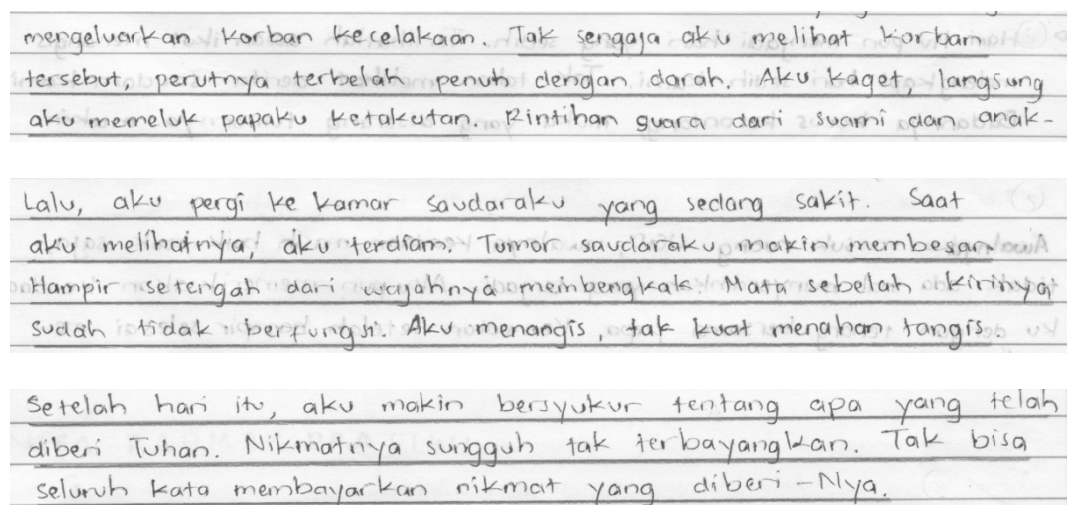 mengeluarkan korban kecelakaan. Tak sengaja aku melihat korban
tersebut, perutnya terbelah penuh dengan darah. Aku kaget, langsung
aku memeluk papaku ketakutan. Rintihan suara dari suami dan anak-
Lalu, aku pergi ke kamar saudaraku yang sedang sakit. Saat
aku melihatnya, aku terdiam. Tumor saudaraku makin membesar.
Hampir setengah dari wajahnya membengkak. Mata sebelah kirinya
sudah tidak berfungsi. Aku menangis, tak kuat menahan tangis.
Setelah hari itu, aku makin bersyukur tentang apa yang telah
diberi Tuhan. Nikmatnya sungguh tak terbayangkan. Tak bisa
seluruh kata membayarkan nikmat yang diberi-Nya.